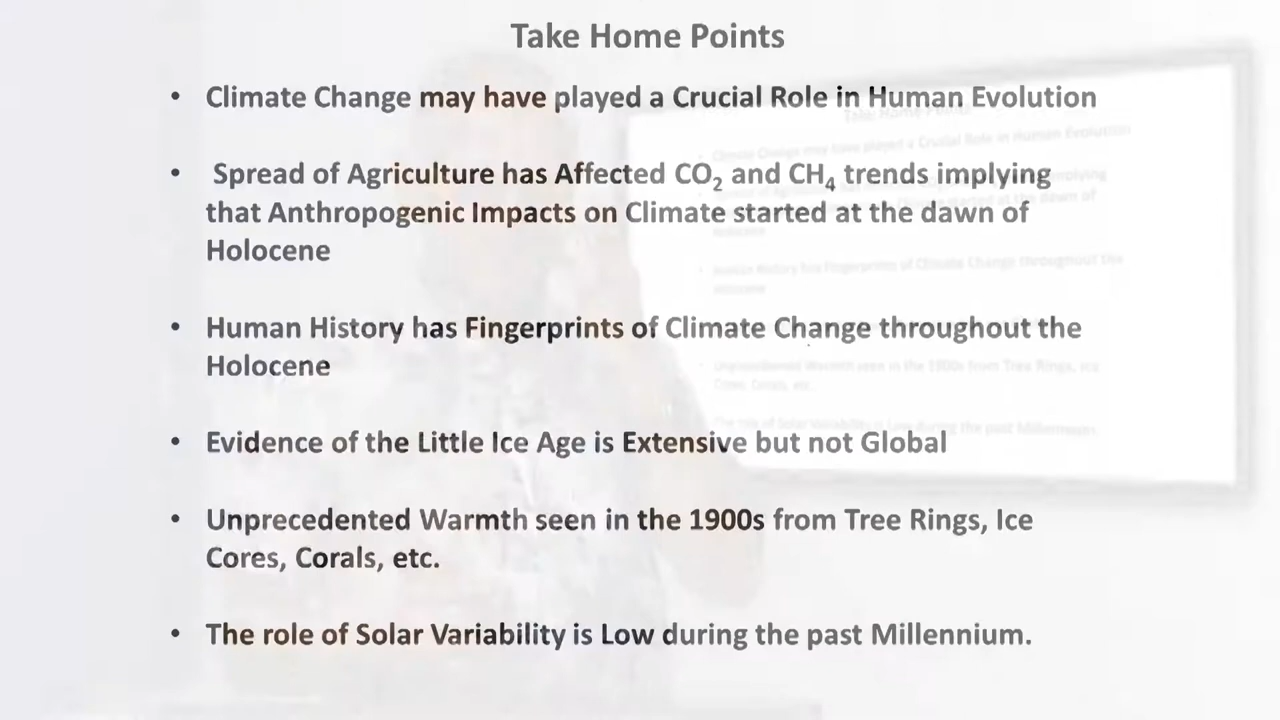 Take Home Points
• Climate Change may have played a Crucial Role in Human Evolution
• Spread of Agriculture has Affected CO₂ and CH₄ trends implying
that Anthropogenic Impacts on Climate started at the dawn of
Holocene
• Human History has Fingerprints of Climate Change throughout the
Holocene
• Evidence of the Little Ice Age is Extensive but not Global
• Unprecedented Warmth seen in the 1900s from Tree Rings, Ice
Cores, Corals, etc.
• The role of Solar Variability is Low during the past Millennium.